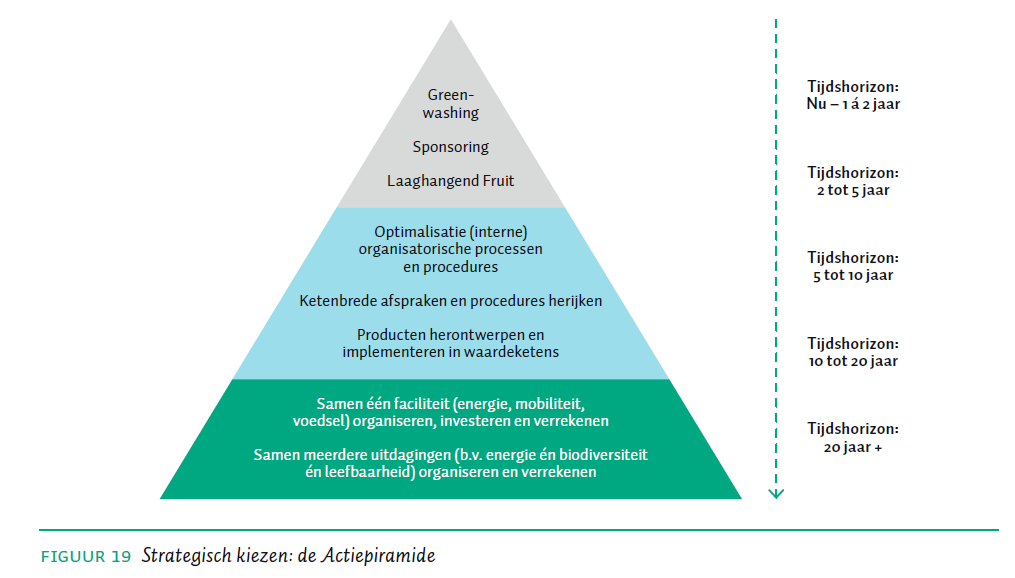 Green-
washing
Sponsoring
Laaghangend Fruit
Optimalisatie (interne)
organisatorische processen
en procedures
Ketenbrede afspraken en procedures herijken
Producten herontwerpen en
implementeren in waardeketens
Samen één faciliteit (energie, mobiliteit,
voedsel) organiseren, investeren en verrekenen
Samen meerdere uitdagingen (b.v. energie én biodiversiteit
én leefbaarheid) organiseren en verrekenen
Tijdshorizon:
Nu – 1 á 2 jaar
Tijdshorizon:
2 tot 5 jaar
Tijdshorizon:
5 tot 10 jaar
Tijdshorizon:
10 tot 20 jaar
Tijdshorizon:
20 jaar +
FIGUUR 19 Strategisch kiezen: de Actiepiramide